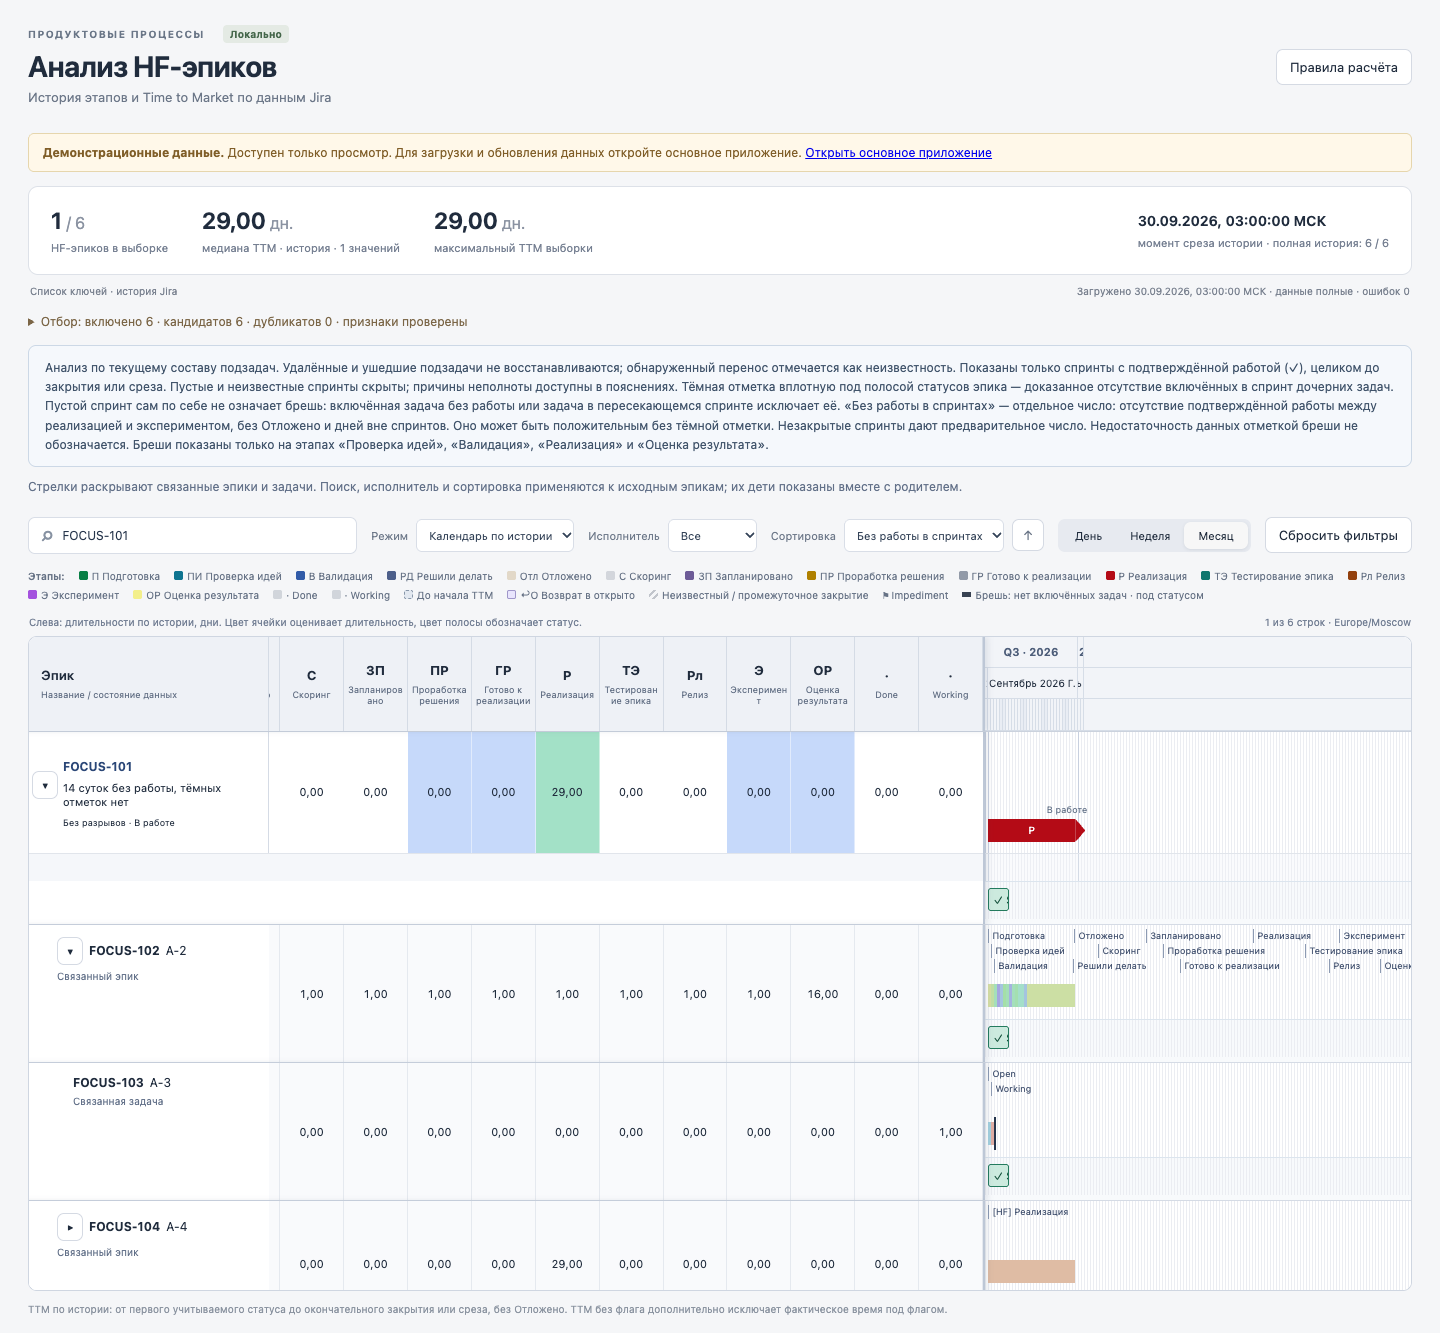 ПРОДУКТОВЫЕ ПРОЦЕССЫ Локально
Анализ HF-эпиков
История этапов и Time to Market по данным Jira
Правила расчёта
Демонстрационные данные. Доступен только просмотр. Для загрузки и обновления данных откройте основное приложение. Открыть основное приложение
1 / 6
HF-эпиков в выборке
29,00 дн.
медиана ТТМ · история · 1 значений
29,00 дн.
максимальный ТТМ выборки
30.09.2026, 03:00:00 МСК
момент среза истории · полная история: 6 / 6
Список ключей · история Jira
Загружено 30.09.2026, 03:00:00 МСК · данные полные · ошибок 0
Отбор: включено 6 · кандидатов 6 · дубликатов 0 · признаки проверены
Анализ по текущему составу подзадач. Удалённые и ушедшие подзадачи не восстанавливаются; обнаруженный перенос отмечается как неизвестность. Показаны только спринты с подтверждённой работой (✓), целиком до
закрытия или среза. Пустые и неизвестные спринты скрыты; причины неполноты доступны в пояснениях. Тёмная отметка вплотную под полосой статусов эпика — доказанное отсутствие включённых в спринт дочерних задач.
Пустой спринт сам по себе не означает брешь: включённая задача без работы или задача в пересекающемся спринте исключает её. «Без работы в спринтах» — отдельное число: отсутствие подтверждённой работы между
реализацией и экспериментом, без Отложено и дней вне спринтов. Оно может быть положительным без тёмной отметки. Незакрытые спринты дают предварительное число. Недостаточность данных отметкой бреши не
обозначается. Бреши показаны только на этапах «Проверка идей», «Валидация», «Реализация» и «Оценка результата».
Стрелки раскрывают связанные эпики и задачи. Поиск, исполнитель и сортировка применяются к исходным эпикам; их дети показаны вместе с родителем.
FOCUS-101
Режим Календарь по истории
Исполнитель Все
Сортировка Без работы в спринтах ↑
День Неделя Месяц
Сбросить фильтры
Этапы: П Подготовка ПИ Проверка идей В Валидация РД Решили делать Отл Отложено С Скоринг ЗП Запланировано ПР Проработка решения ГР Готово к реализации Р Реализация ТЭ Тестирование эпика Рл Релиз
Э Эксперимент ОР Оценка результата · Done · Working До начала ТТМ ↩О Возврат в открыто Неизвестный / промежуточное закрытие ⚑ Impediment Брешь: нет включённых задач · под статусом
Слева: длительности по истории, дни. Цвет ячейки оценивает длительность, цвет полосы обозначает статус.
1 из 6 строк · Europe/Moscow
Эпик
Название / состояние данных
С
Скоринг
ЗП
Запланиров
ано
ПР
Проработка
решения
ГР
Готово к
реализации
Р
Реализация
ТЭ
Тестирован
ие эпика
Рл
Релиз
Э
Эксперимен
т
ОР
Оценка
результата
·
Done
·
Working
Q3 · 2026
Сентябрь 2026 г.
FOCUS-101
14 суток без работы, тёмных
отметок нет
Без разрывов · В работе
0,00 0,00 0,00 0,00 29,00 0,00 0,00 0,00 0,00 0,00 0,00
В работе
Р
✓
FOCUS-102 A-2
Связанный эпик
1,00 1,00 1,00 1,00 1,00 1,00 1,00 1,00 16,00 0,00 0,00
Подготовка Отложено Запланировано Реализация Эксперимент
Проверка идей Скоринг Проработка решения Тестирование эпика
Валидация Решили делать Готово к реализации Релиз
✓
FOCUS-103 A-3
Связанная задача
0,00 0,00 0,00 0,00 0,00 0,00 0,00 0,00 0,00 0,00 1,00
Open
Working
✓
FOCUS-104 A-4
Связанный эпик
0,00 0,00 0,00 0,00 29,00 0,00 0,00 0,00 0,00 0,00 0,00
[HF] Реализация
ТТМ по истории: от первого учитываемого статуса до окончательного закрытия или среза, без Отложено. ТТМ без флага дополнительно исключает фактическое время под флагом.